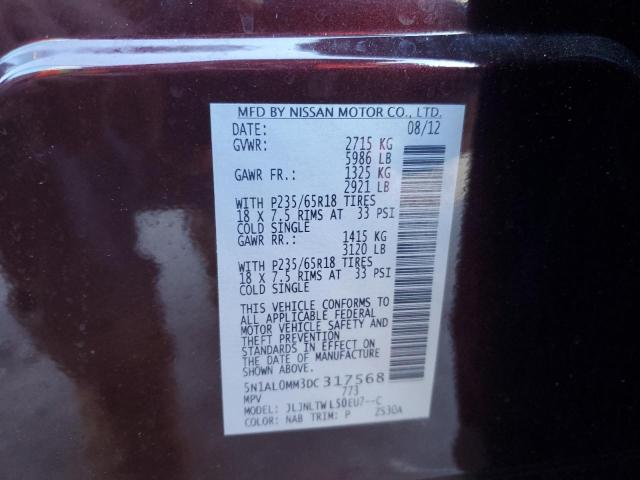 MFD BY NISSAN MOTOR CO., LTD.
DATE: 08/12
GVWR: 2715 KG
5986 LB
GAWR FR.: 1325 KG
2921 LB
WITH P235/65R18 TIRES
18 X 7.5 RIMS AT 33 PSI
COLD SINGLE
GAWR RR.: 1415 KG
3120 LB
WITH P235/65R18 TIRES
18 X 7.5 RIMS AT 33 PSI
COLD SINGLE
THIS VEHICLE CONFORMS TO
ALL APPLICABLE FEDERAL
MOTOR VEHICLE SAFETY AND
THEFT PREVENTION
STANDARDS IN EFFECT ON
THE DATE OF MANUFACTURE
SHOWN ABOVE.
5N1AL0MM3DC317568
MPV 773
MODEL: JLJNLTWL50EU7--C
COLOR: NAB TRIM: P ZS30A